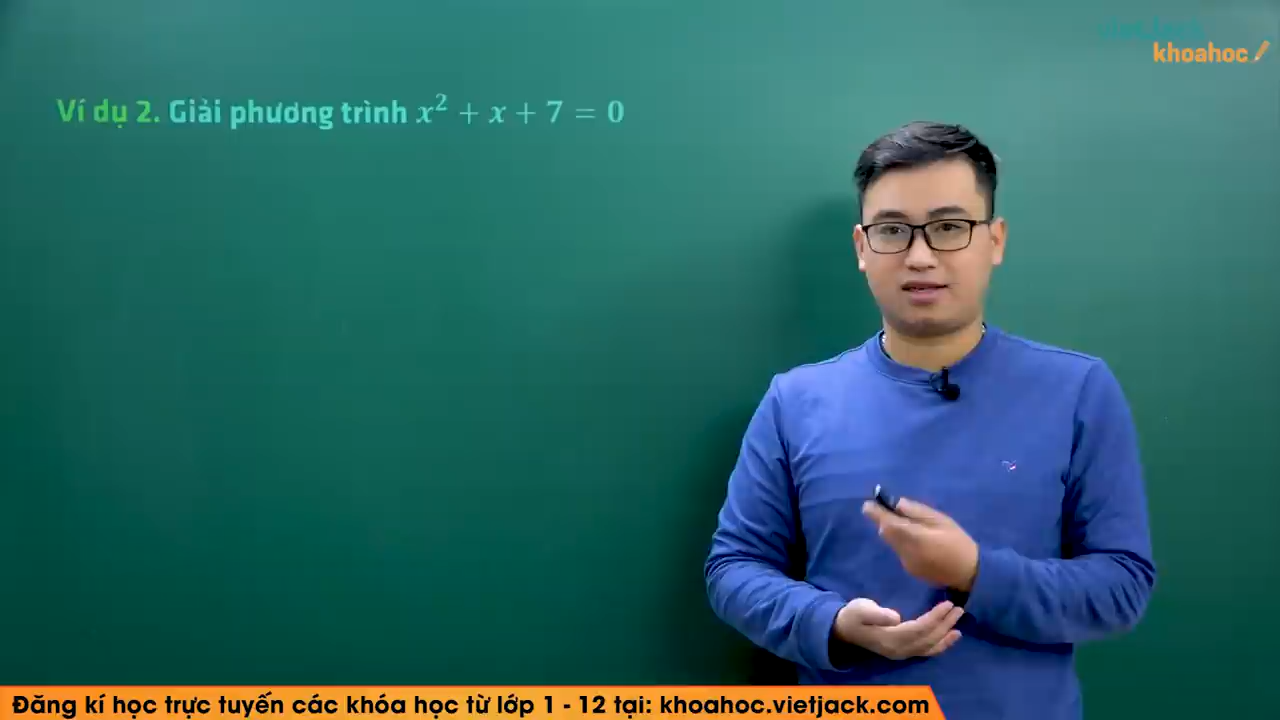 vietjack
khoahoc
Ví dụ 2. Giải phương trình x² + x + 7 = 0
Đăng kí học trực tuyến các khóa học từ lớp 1 - 12 tại: khoahoc.vietjack.com